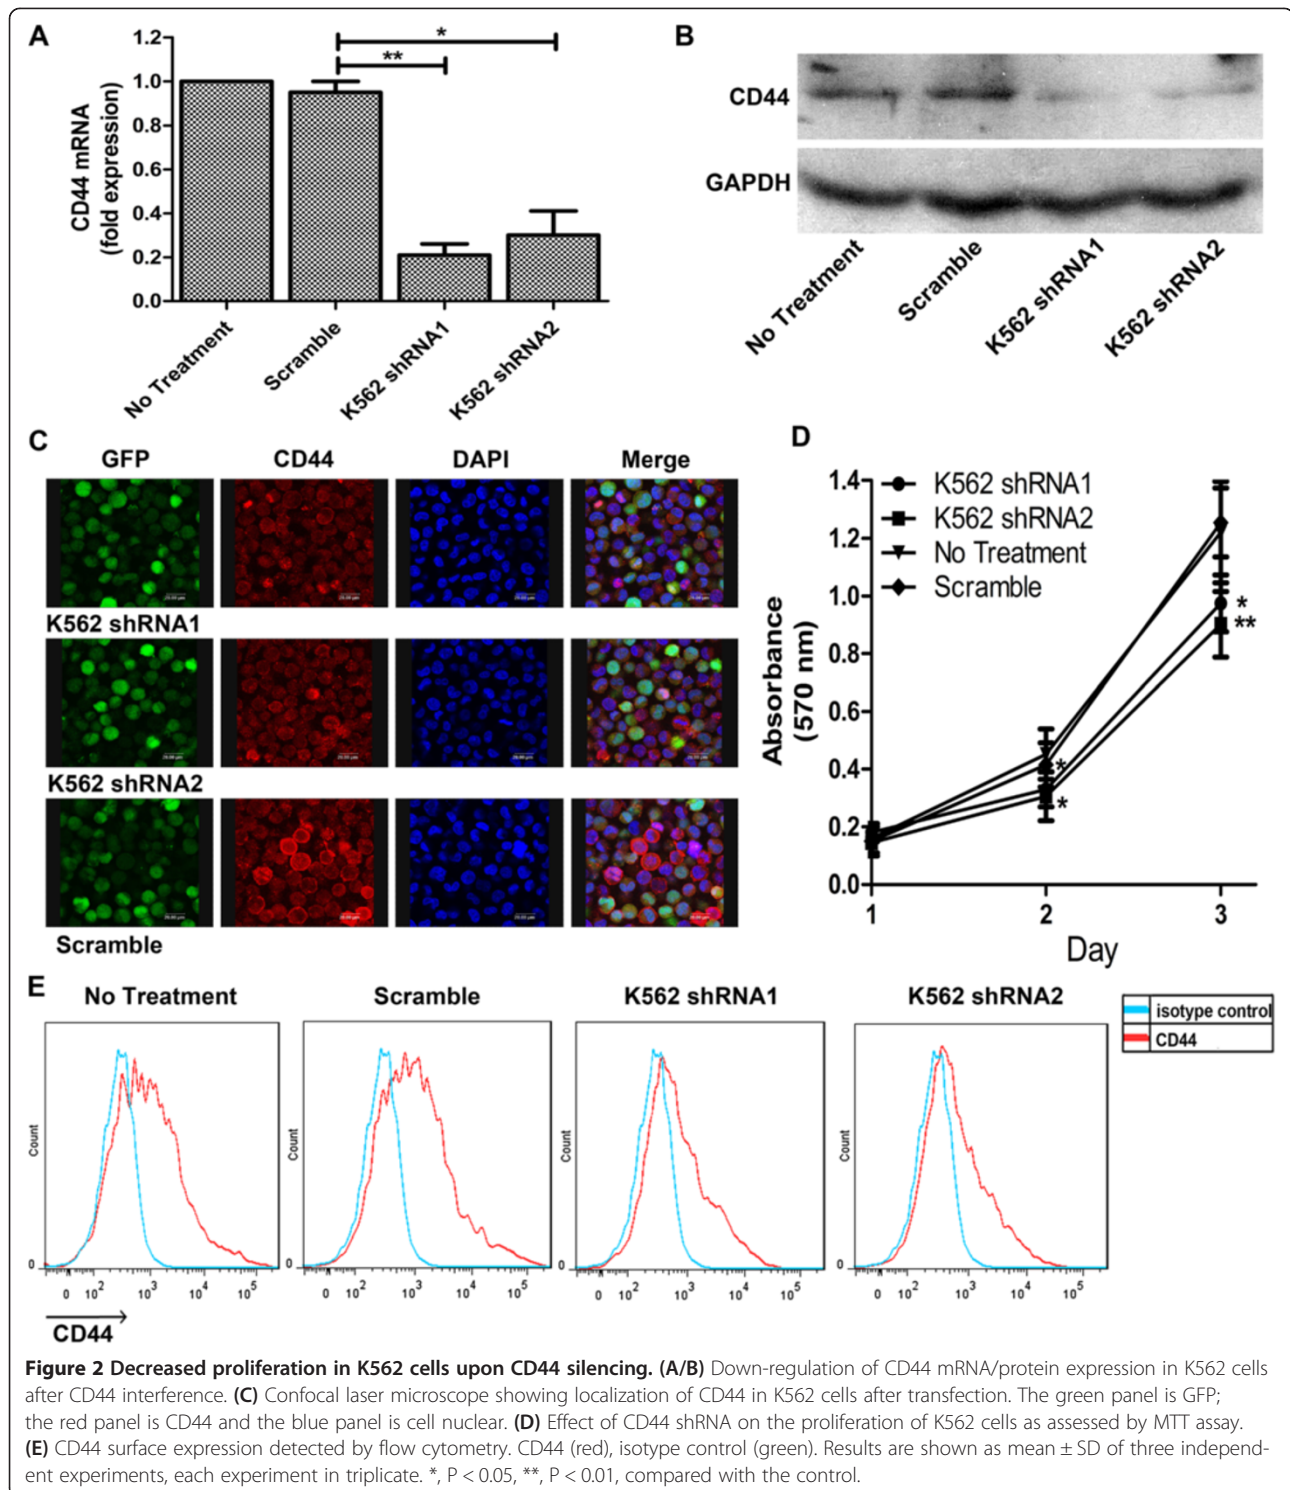 A
1.2
1.0
0.8
0.6
0.4
0.2
0.0
CD44 mRNA
(fold expression)
*
**
No Treatment
Scramble
K562 shRNA1
K562 shRNA2
B
CD44
GAPDH
No Treatment
Scramble
K562 shRNA1
K562 shRNA2
C
GFP
CD44
DAPI
Merge
K562 shRNA1
K562 shRNA2
Scramble
D
1.4
1.2
1.0
0.8
0.6
0.4
0.2
0.0
Absorbance
(570 nm)
K562 shRNA1
K562 shRNA2
No Treatment
Scramble
*
**
*
*
1 2 3
Day
E
No Treatment
Scramble
K562 shRNA1
K562 shRNA2
isotype control
CD44
Count
0
0 10² 10³ 10⁴ 10⁵
Count
0
0 10² 10³ 10⁴ 10⁵
Count
0
0 10² 10³ 10⁴ 10⁵
Count
0
0 10² 10³ 10⁴ 10⁵
CD44
Figure 2 Decreased proliferation in K562 cells upon CD44 silencing. (A/B) Down-regulation of CD44 mRNA/protein expression in K562 cells
after CD44 interference. (C) Confocal laser microscope showing localization of CD44 in K562 cells after transfection. The green panel is GFP;
the red panel is CD44 and the blue panel is cell nuclear. (D) Effect of CD44 shRNA on the proliferation of K562 cells as assessed by MTT assay.
(E) CD44 surface expression detected by flow cytometry. CD44 (red), isotype control (green). Results are shown as mean ± SD of three independ-
ent experiments, each experiment in triplicate. *, P < 0.05, **, P < 0.01, compared with the control.